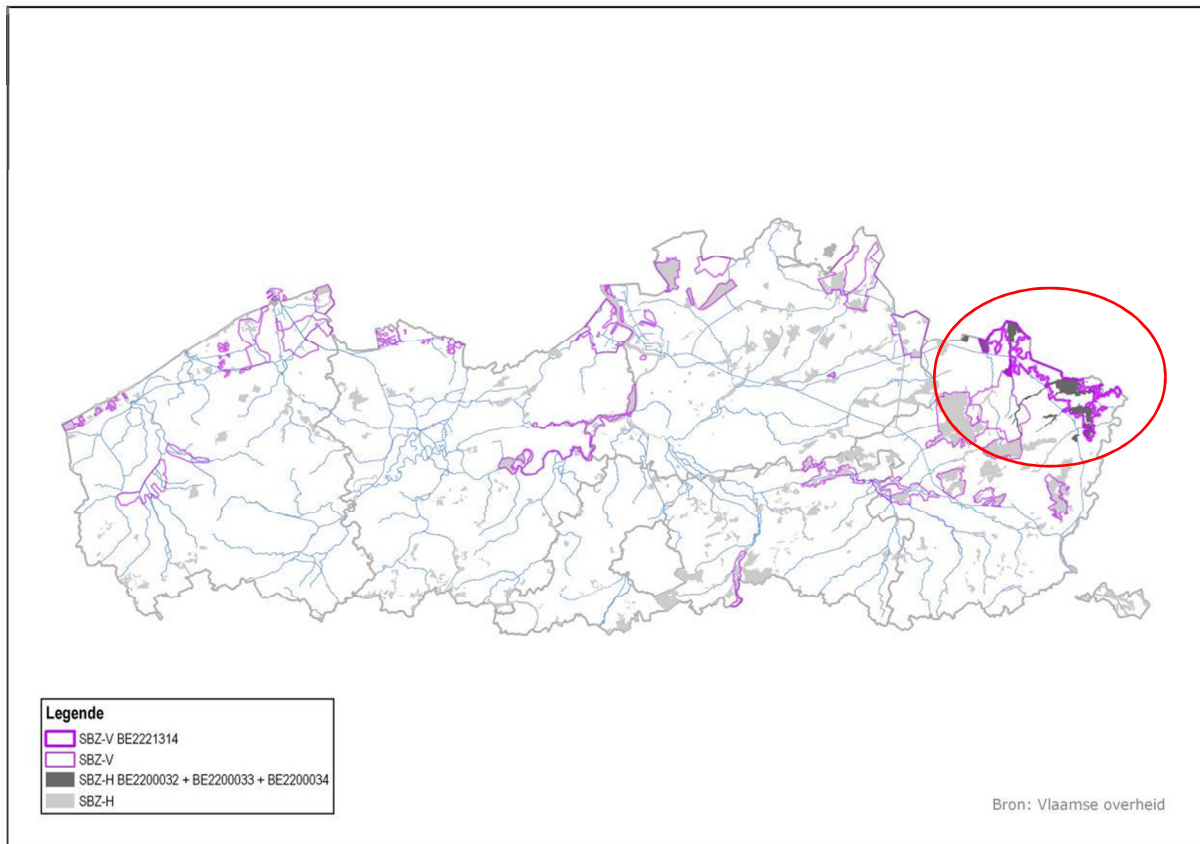 Legende
SBZ-V BE2221314
SBZ-V
SBZ-H BE2200032 + BE2200033 + BE2200034
SBZ-H
Bron: Vlaamse overheid